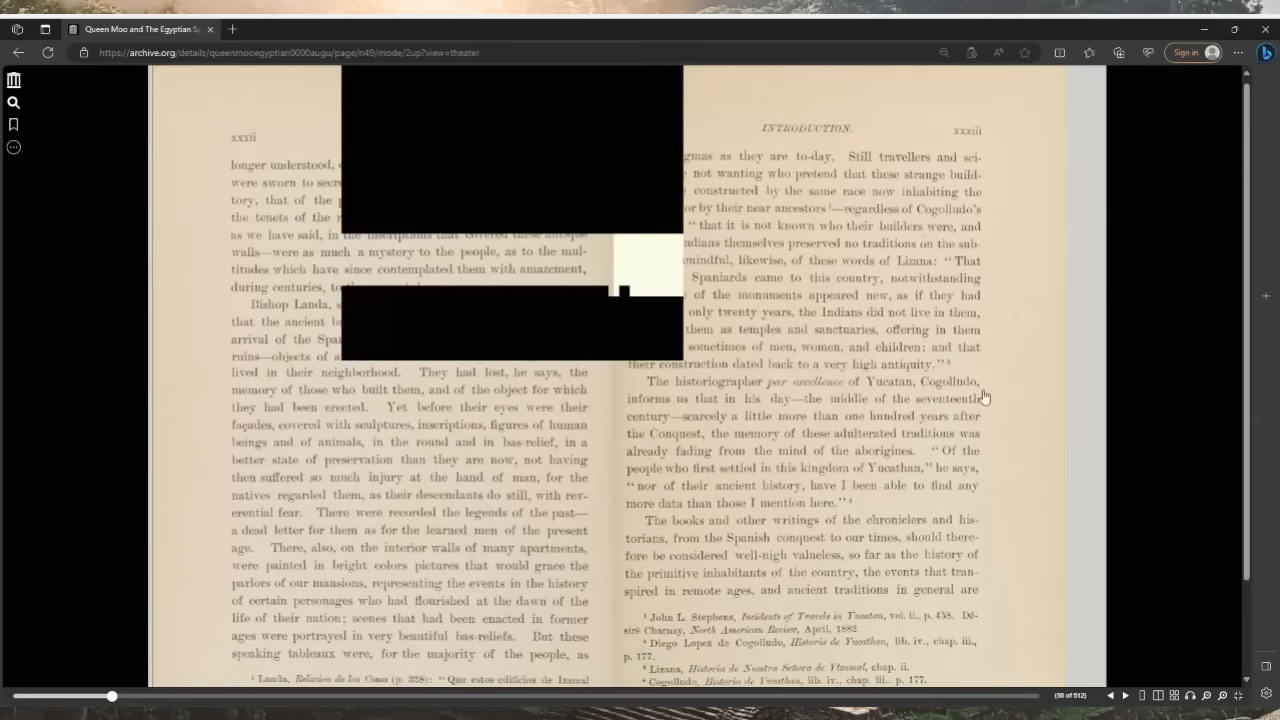 Queen Moo and The Egyptian S
https://archive.org/details/queenmooegyptian0000augu/page/n49/mode/2up?view=theater
Sign in
xxxii
longer understood,
were sworn to secre
tory, that of the
the tenets of the
as we have said, in the inscriptions that covered these antique
walls—were as much a mystery to the people, as to the mul-
titudes which have since contemplated them with amazement,
during centuries, to
Bishop Landa,
that the ancient
arrival of the Spa
ruins—objects of a
lived in their neighborhood. They had lost, he says, the
memory of those who built them, and of the object for which
they had been erected. Yet before their eyes were their
façades, covered with sculptures, inscriptions, figures of human
beings and of animals, in the round and in bas-relief, in a
better state of preservation than they are now, not having
then suffered so much injury at the hand of man, for the
natives regarded them, as their descendants do still, with rev-
erential fear. There were recorded the legends of the past—
a dead letter for them as for the learned men of the present
age. There, also, on the interior walls of many apartments,
were painted in bright colors pictures that would grace the
parlors of our mansions, representing the events in the history
of certain personages who had flourished at the dawn of the
life of their nation; scenes that had been enacted in former
ages were portrayed in very beautiful bas-reliefs. But these
speaking tableaux were, for the majority of the people, as
¹ Landa, Relacion de las Cosas (p. 328): "Que estos edificios de Izamal
INTRODUCTION. xxxiii
gmas as they are to-day. Still travellers and sci-
not wanting who pretend that these strange build-
constructed by the same race now inhabiting the
or by their near ancestors ¹—regardless of Cogolludo's
"that it is not known who their builders were, and
ndians themselves preserved no traditions on the sub-
mindful, likewise, of these words of Lizana: "That
Spaniards came to this country, notwithstanding
of the monuments appeared new, as if they had
only twenty years, the Indians did not live in them,
them as temples and sanctuaries, offering in them
sometimes of men, women, and children; and that
their construction dated back to a very high antiquity." ³
The historiographer par excellence of Yucatan, Cogolludo,
informs us that in his day—the middle of the seventeenth
century—scarcely a little more than one hundred years after
the Conquest, the memory of these adulterated traditions was
already fading from the mind of the aborigines. "Of the
people who first settled in this kingdom of Yucathan," he says,
"nor of their ancient history, have I been able to find any
more data than those I mention here." ⁴
The books and other writings of the chroniclers and his-
torians, from the Spanish conquest to our times, should there-
fore be considered well-nigh valueless, so far as the history of
the primitive inhabitants of the country, the events that tran-
spired in remote ages, and ancient traditions in general are
¹ John L. Stephens, Incidents of Travels in Yucatan, vol. ii., p. 458. Dé-
siré Charnay, North American Review, April, 1882.
² Diego Lopez de Cogolludo, Historia de Yucathan, lib. iv., chap. iii.,
p. 177.
³ Lizana, Historia de Nuestra Señora de Ytzamal, chap. ii.
⁴ Cogolludo, Historia de Yucathan, lib. iv., chap. iii., p. 177.
(50 of 512)